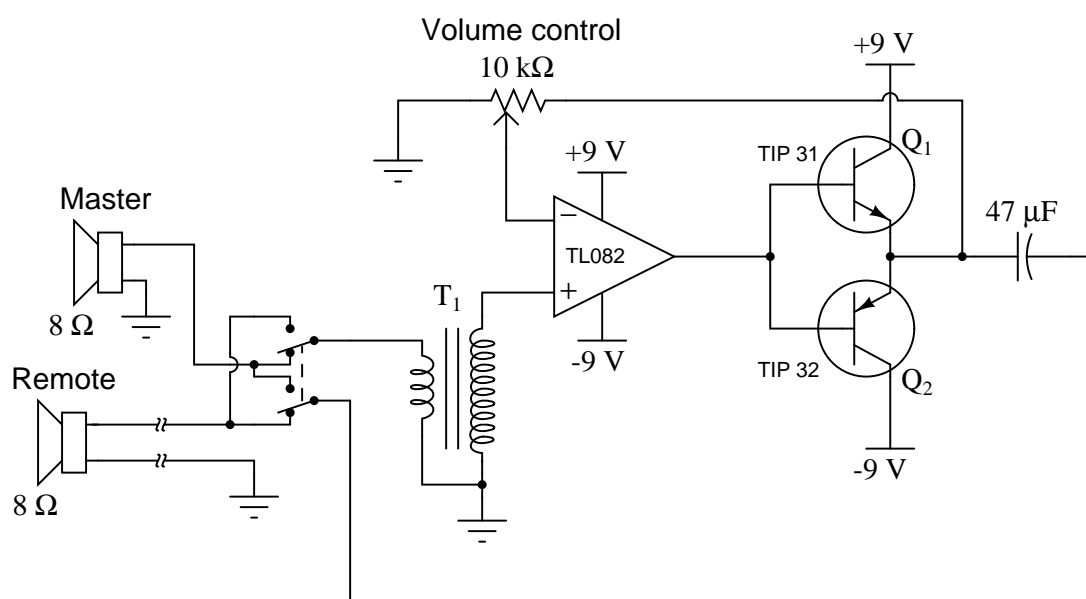 Volume control
10 kΩ
+9 V
TIP 31
Q1
+9 V
Master
−
TL082
+
47 μF
8 Ω
T1
-9 V
TIP 32
Q2
Remote
-9 V
8 Ω